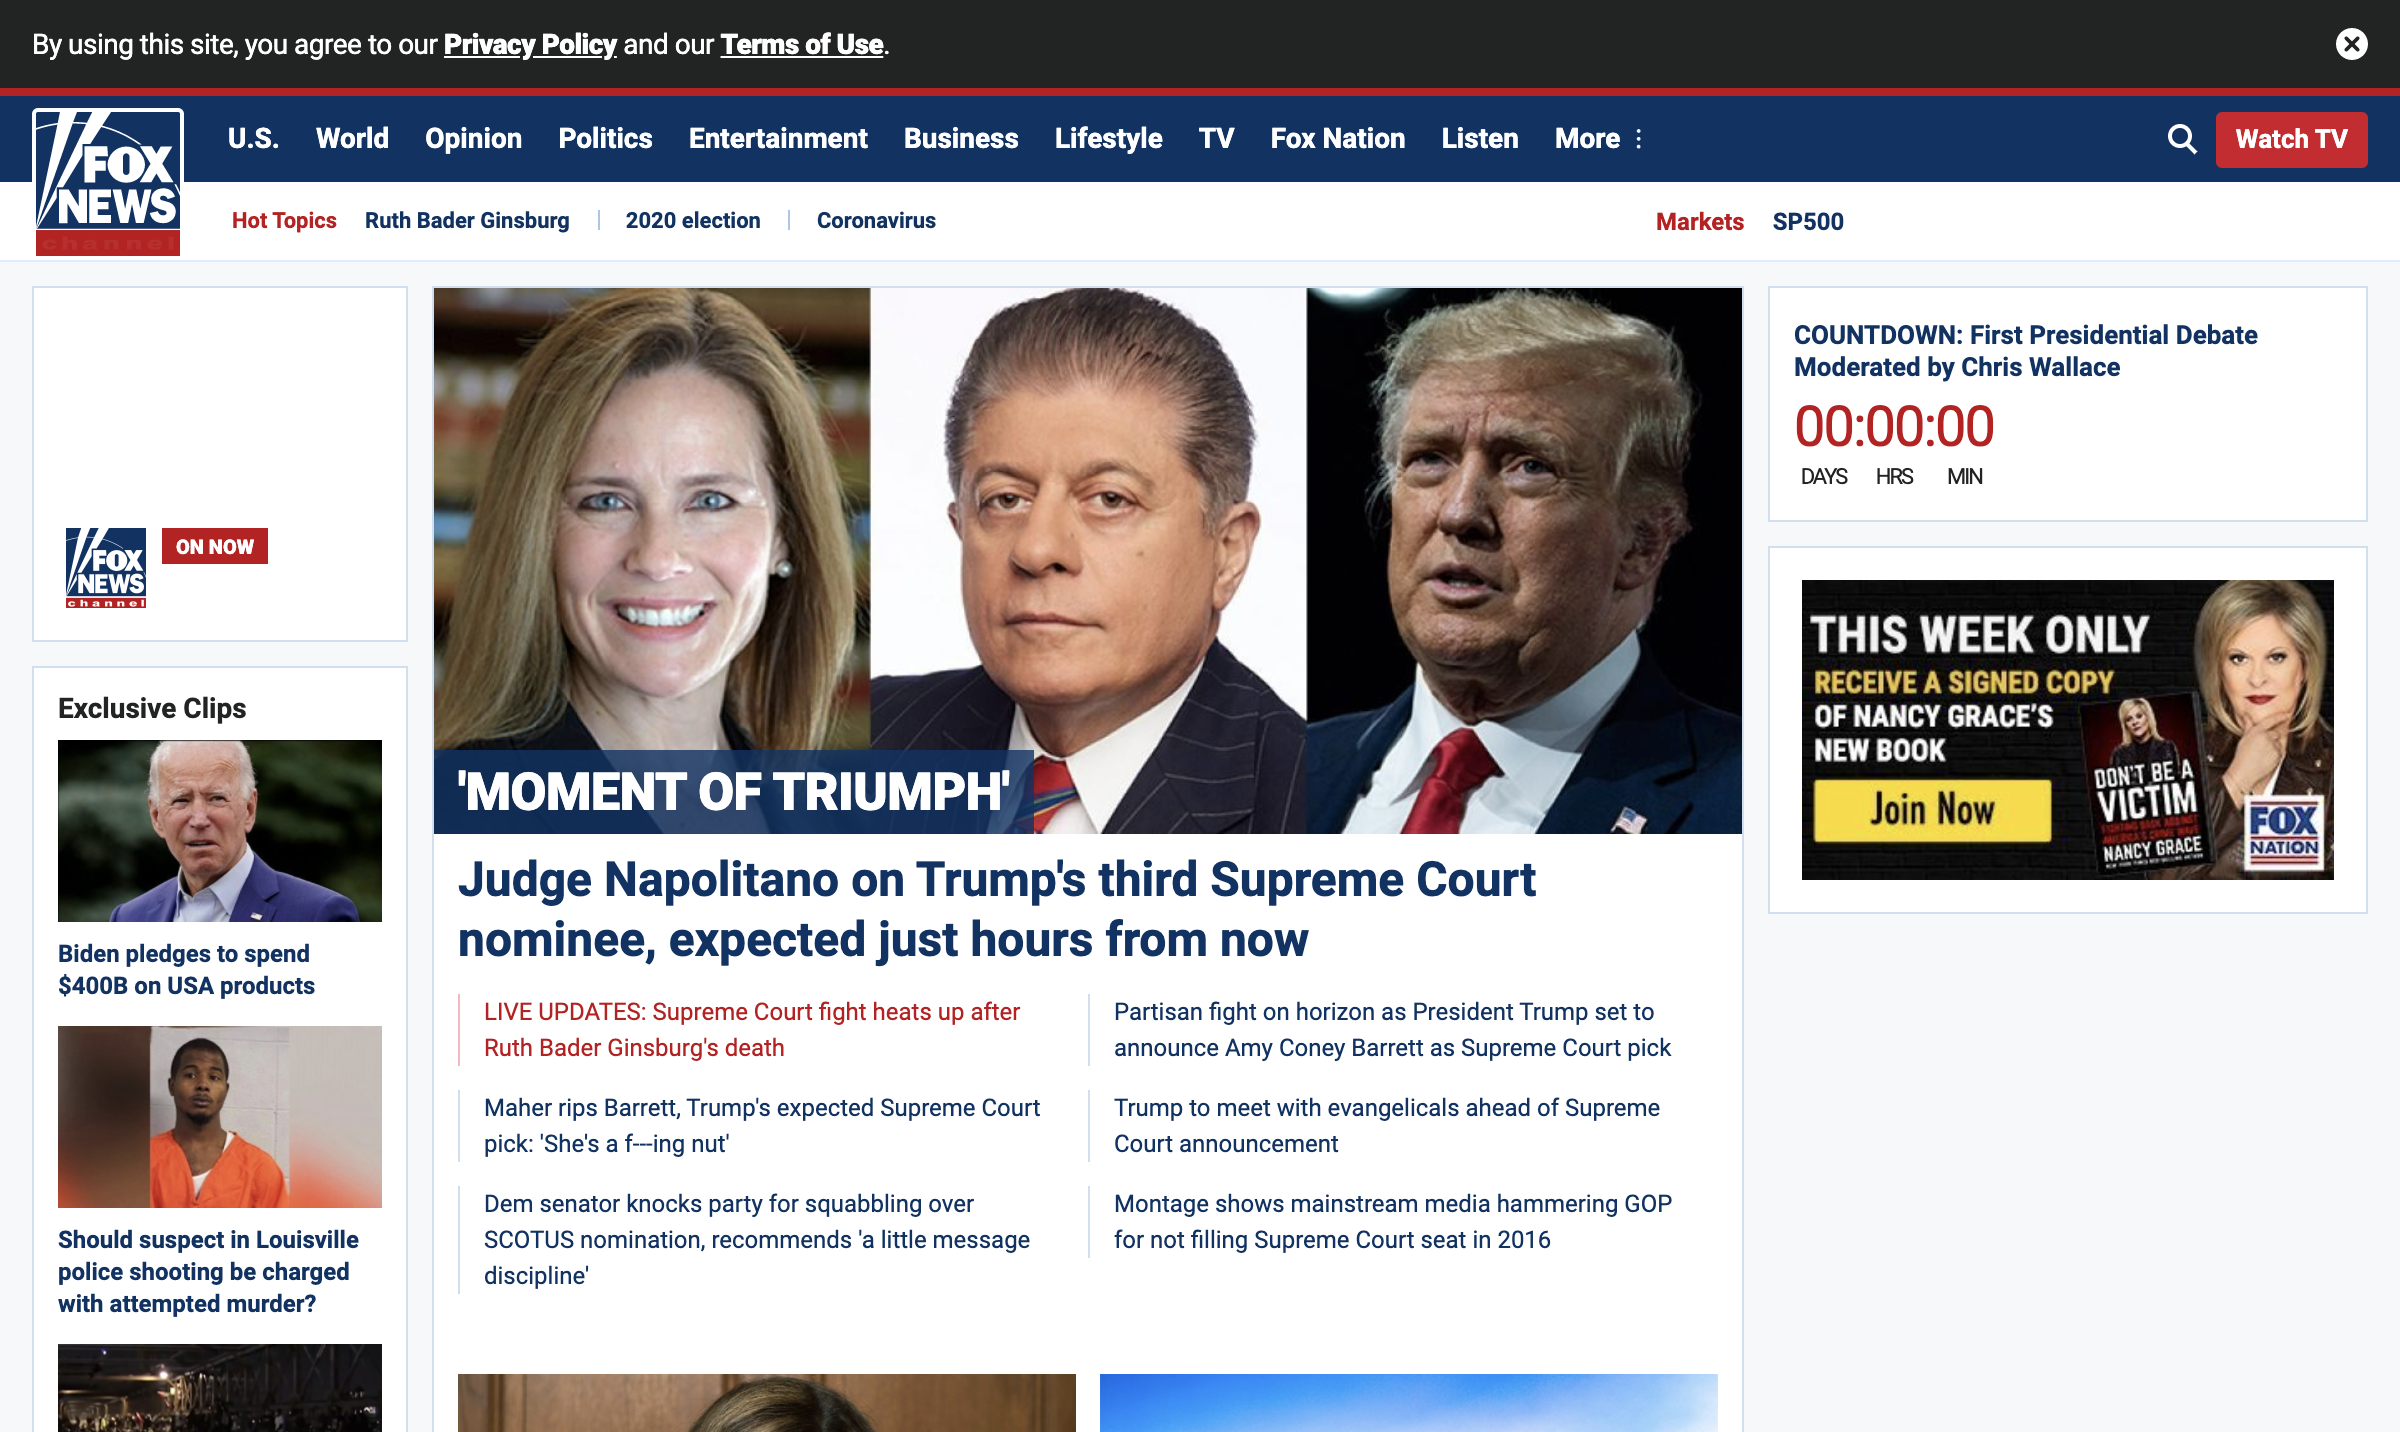 By using this site, you agree to our Privacy Policy and our Terms of Use.
FOX
NEWS
channel
U.S. World Opinion Politics Entertainment Business Lifestyle TV Fox Nation Listen More
Watch TV
Hot Topics Ruth Bader Ginsburg 2020 election Coronavirus
Markets SP500
FOX
NEWS
channel
ON NOW
Exclusive Clips
Biden pledges to spend
$400B on USA products
Should suspect in Louisville
police shooting be charged
with attempted murder?
'MOMENT OF TRIUMPH'
Judge Napolitano on Trump's third Supreme Court
nominee, expected just hours from now
LIVE UPDATES: Supreme Court fight heats up after
Ruth Bader Ginsburg's death
Partisan fight on horizon as President Trump set to
announce Amy Coney Barrett as Supreme Court pick
Maher rips Barrett, Trump's expected Supreme Court
pick: 'She's a f---ing nut'
Trump to meet with evangelicals ahead of Supreme
Court announcement
Dem senator knocks party for squabbling over
SCOTUS nomination, recommends 'a little message
discipline'
Montage shows mainstream media hammering GOP
for not filling Supreme Court seat in 2016
COUNTDOWN: First Presidential Debate
Moderated by Chris Wallace
00:00:00
DAYS HRS MIN
THIS WEEK ONLY
RECEIVE A SIGNED COPY
OF NANCY GRACE'S
NEW BOOK
Join Now
DON'T BE A
VICTIM
NANCY GRACE
FOX
NATION